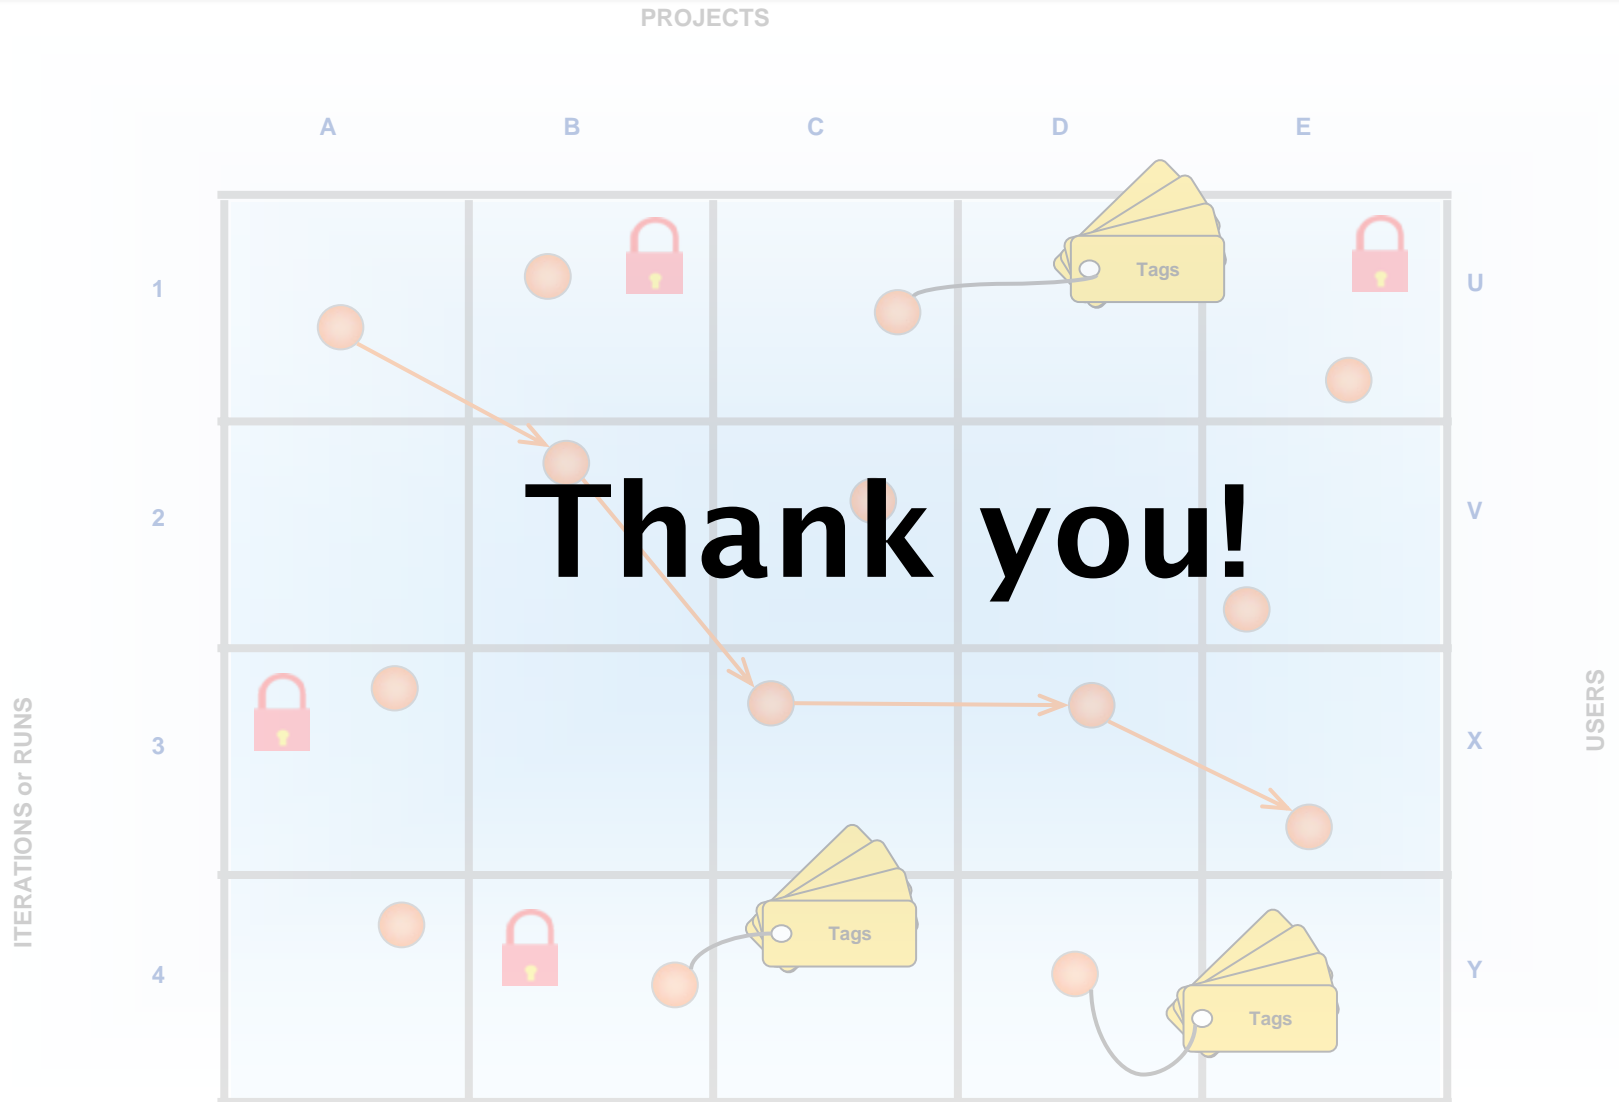 PROJECTS
A B C D E
Tags
1 U
2 Thank you! V
3 X
ITERATIONS or RUNS
USERS
Tags
4 Y
Tags